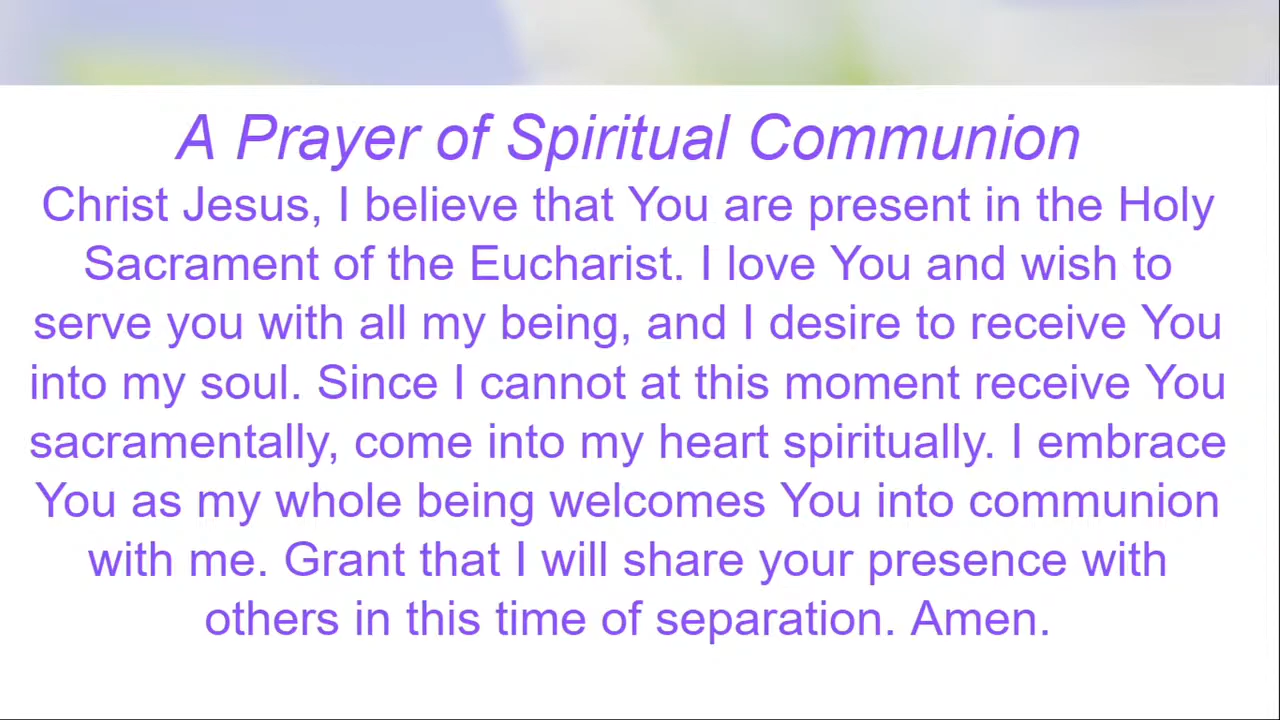 A Prayer of Spiritual Communion
Christ Jesus, I believe that You are present in the Holy
Sacrament of the Eucharist. I love You and wish to
serve you with all my being, and I desire to receive You
into my soul. Since I cannot at this moment receive You
sacramentally, come into my heart spiritually. I embrace
You as my whole being welcomes You into communion
with me. Grant that I will share your presence with
others in this time of separation. Amen.